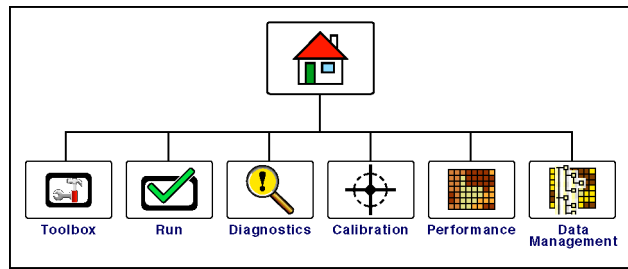 Toolbox
Run
Diagnostics
Calibration
Performance
Data
Management